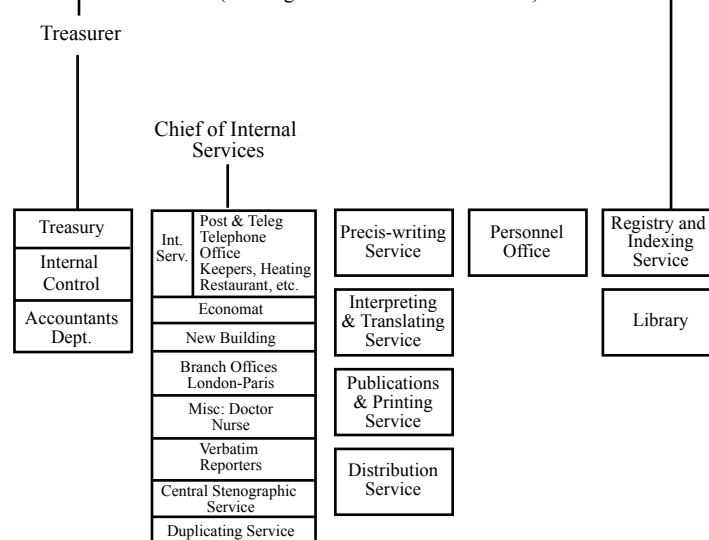 Treasurer
Chief of Internal
Services
Treasury
Internal
Control
Accountants
Dept.
Int.
Serv.
Post & Teleg
Telephone
Office
Keepers, Heating
Restaurant, etc.
Economat
New Building
Branch Offices
London-Paris
Misc: Doctor
Nurse
Verbatim
Reporters
Central Stenographic
Service
Duplicating Service
Precis-writing
Service
Interpreting
& Translating
Service
Publications
& Printing
Service
Distribution
Service
Personnel
Office
Registry and
Indexing
Service
Library